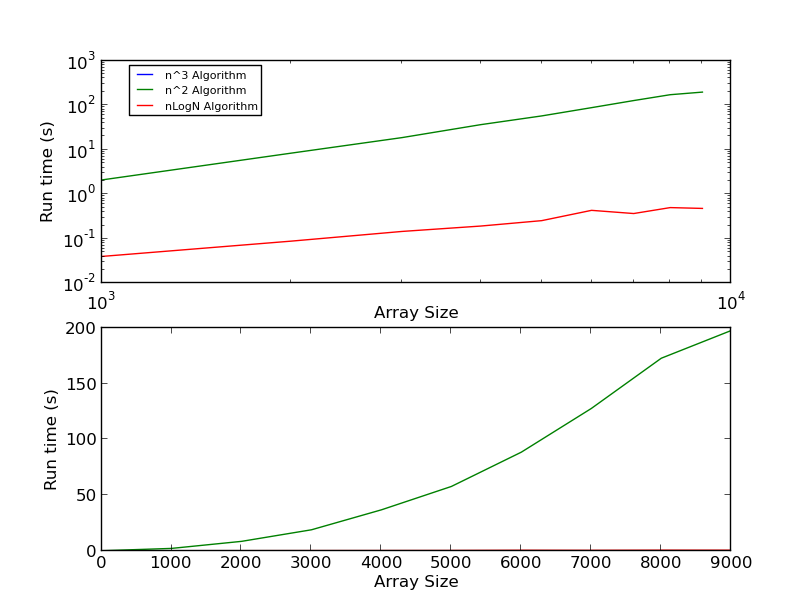 10^3
10^2
10^1
10^0
10^-1
10^-2
Run time (s)
n^3 Algorithm
n^2 Algorithm
nLogN Algorithm
10^3
10^4
Array Size
200
150
100
50
0
Run time (s)
0 1000 2000 3000 4000 5000 6000 7000 8000 9000
Array Size